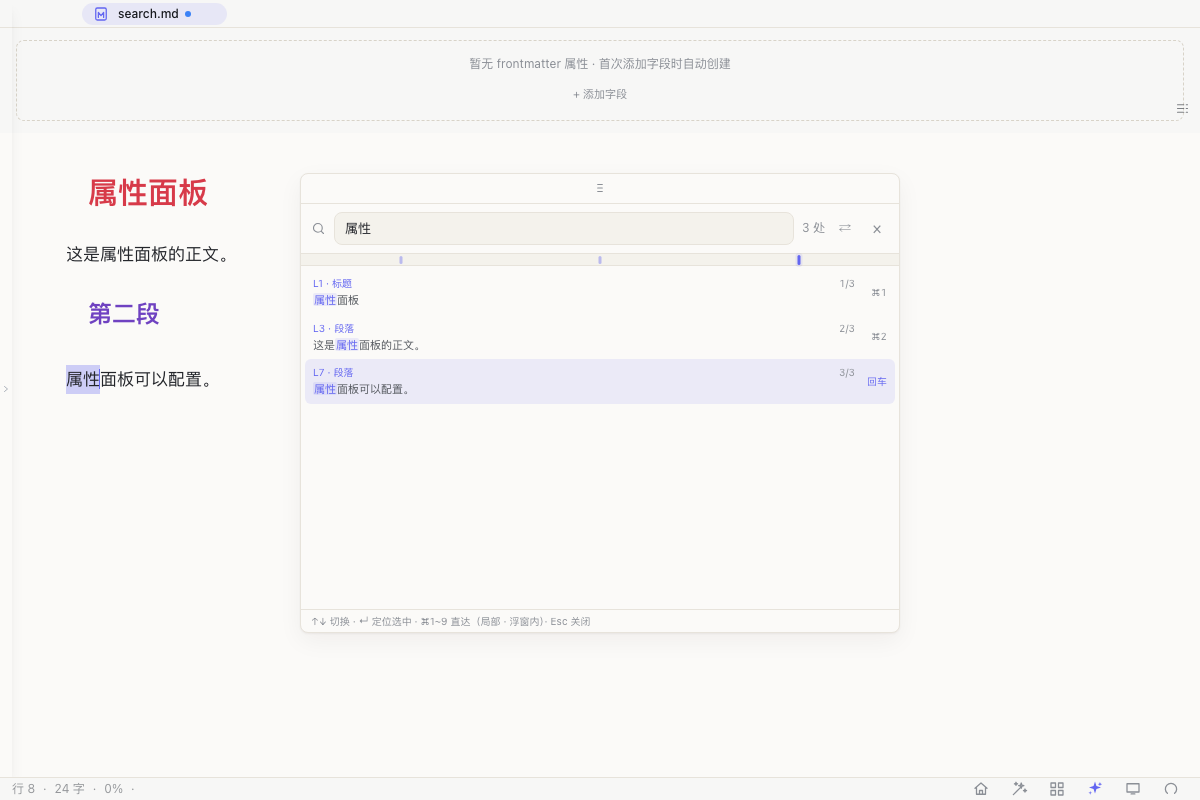 search.md
暂无 frontmatter 属性 · 首次添加字段时自动创建
+ 添加字段
属性面板
这是属性面板的正文。
第二段
属性面板可以配置。
属性
3 处
L1 · 标题
1/3
属性面板
⌘1
L3 · 段落
2/3
这是属性面板的正文。
⌘2
L7 · 段落
3/3
属性面板可以配置。
回车
↑↓ 切换 · ↵ 定位选中 · ⌘1~9 直达（局部 · 浮窗内）· Esc 关闭
行 8 · 24 字 · 0% ·